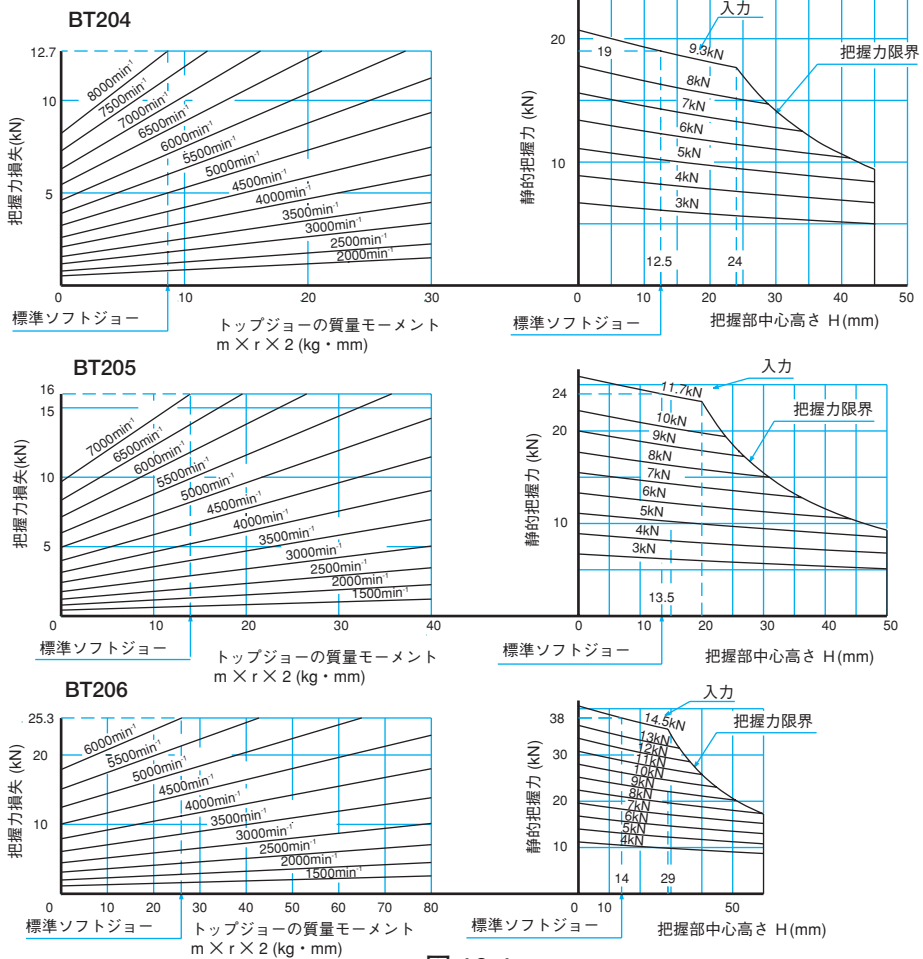 BT204
把握力損失(kN)
12.7
10
5
8000min⁻¹
7500min⁻¹
7000min⁻¹
6500min⁻¹
6000min⁻¹
5500min⁻¹
5000min⁻¹
4500min⁻¹
4000min⁻¹
3500min⁻¹
3000min⁻¹
2500min⁻¹
2000min⁻¹
0 10 20 30
標準ソフトジョー
トップジョーの質量モーメント
m × r × 2 (kg・mm)
入力
把握力限界
静的把握力 (kN)
20
19
10
9.3kN
8kN
7kN
6kN
5kN
4kN
3kN
12.5 24
0 10 20 30 40 50
標準ソフトジョー
把握部中心高さ H(mm)
BT205
把握力損失(kN)
16
15
10
5
7000min⁻¹
6500min⁻¹
6000min⁻¹
5500min⁻¹
5000min⁻¹
4500min⁻¹
4000min⁻¹
3500min⁻¹
3000min⁻¹
2500min⁻¹
2000min⁻¹
1500min⁻¹
0 10 20 30 40
標準ソフトジョー
トップジョーの質量モーメント
m × r × 2 (kg・mm)
入力
把握力限界
静的把握力 (kN)
24
20
10
11.7kN
10kN
9kN
8kN
7kN
6kN
5kN
4kN
3kN
13.5
0 10 20 30 40 50
標準ソフトジョー
把握部中心高さ H(mm)
BT206
把握力損失 (kN)
25.3
20
10
6000min⁻¹
5500min⁻¹
5000min⁻¹
4500min⁻¹
4000min⁻¹
3500min⁻¹
3000min⁻¹
2500min⁻¹
2000min⁻¹
1500min⁻¹
0 10 20 30 40 50 60 70 80
標準ソフトジョー
トップジョーの質量モーメント
m × r × 2 (kg・mm)
入力
把握力限界
静的把握力 (kN)
38
30
20
10
14.5kN
13kN
12kN
11kN
10kN
9kN
8kN
7kN
6kN
5kN
4kN
14 29
0 10 50
標準ソフトジョー
把握部中心高さ H(mm)